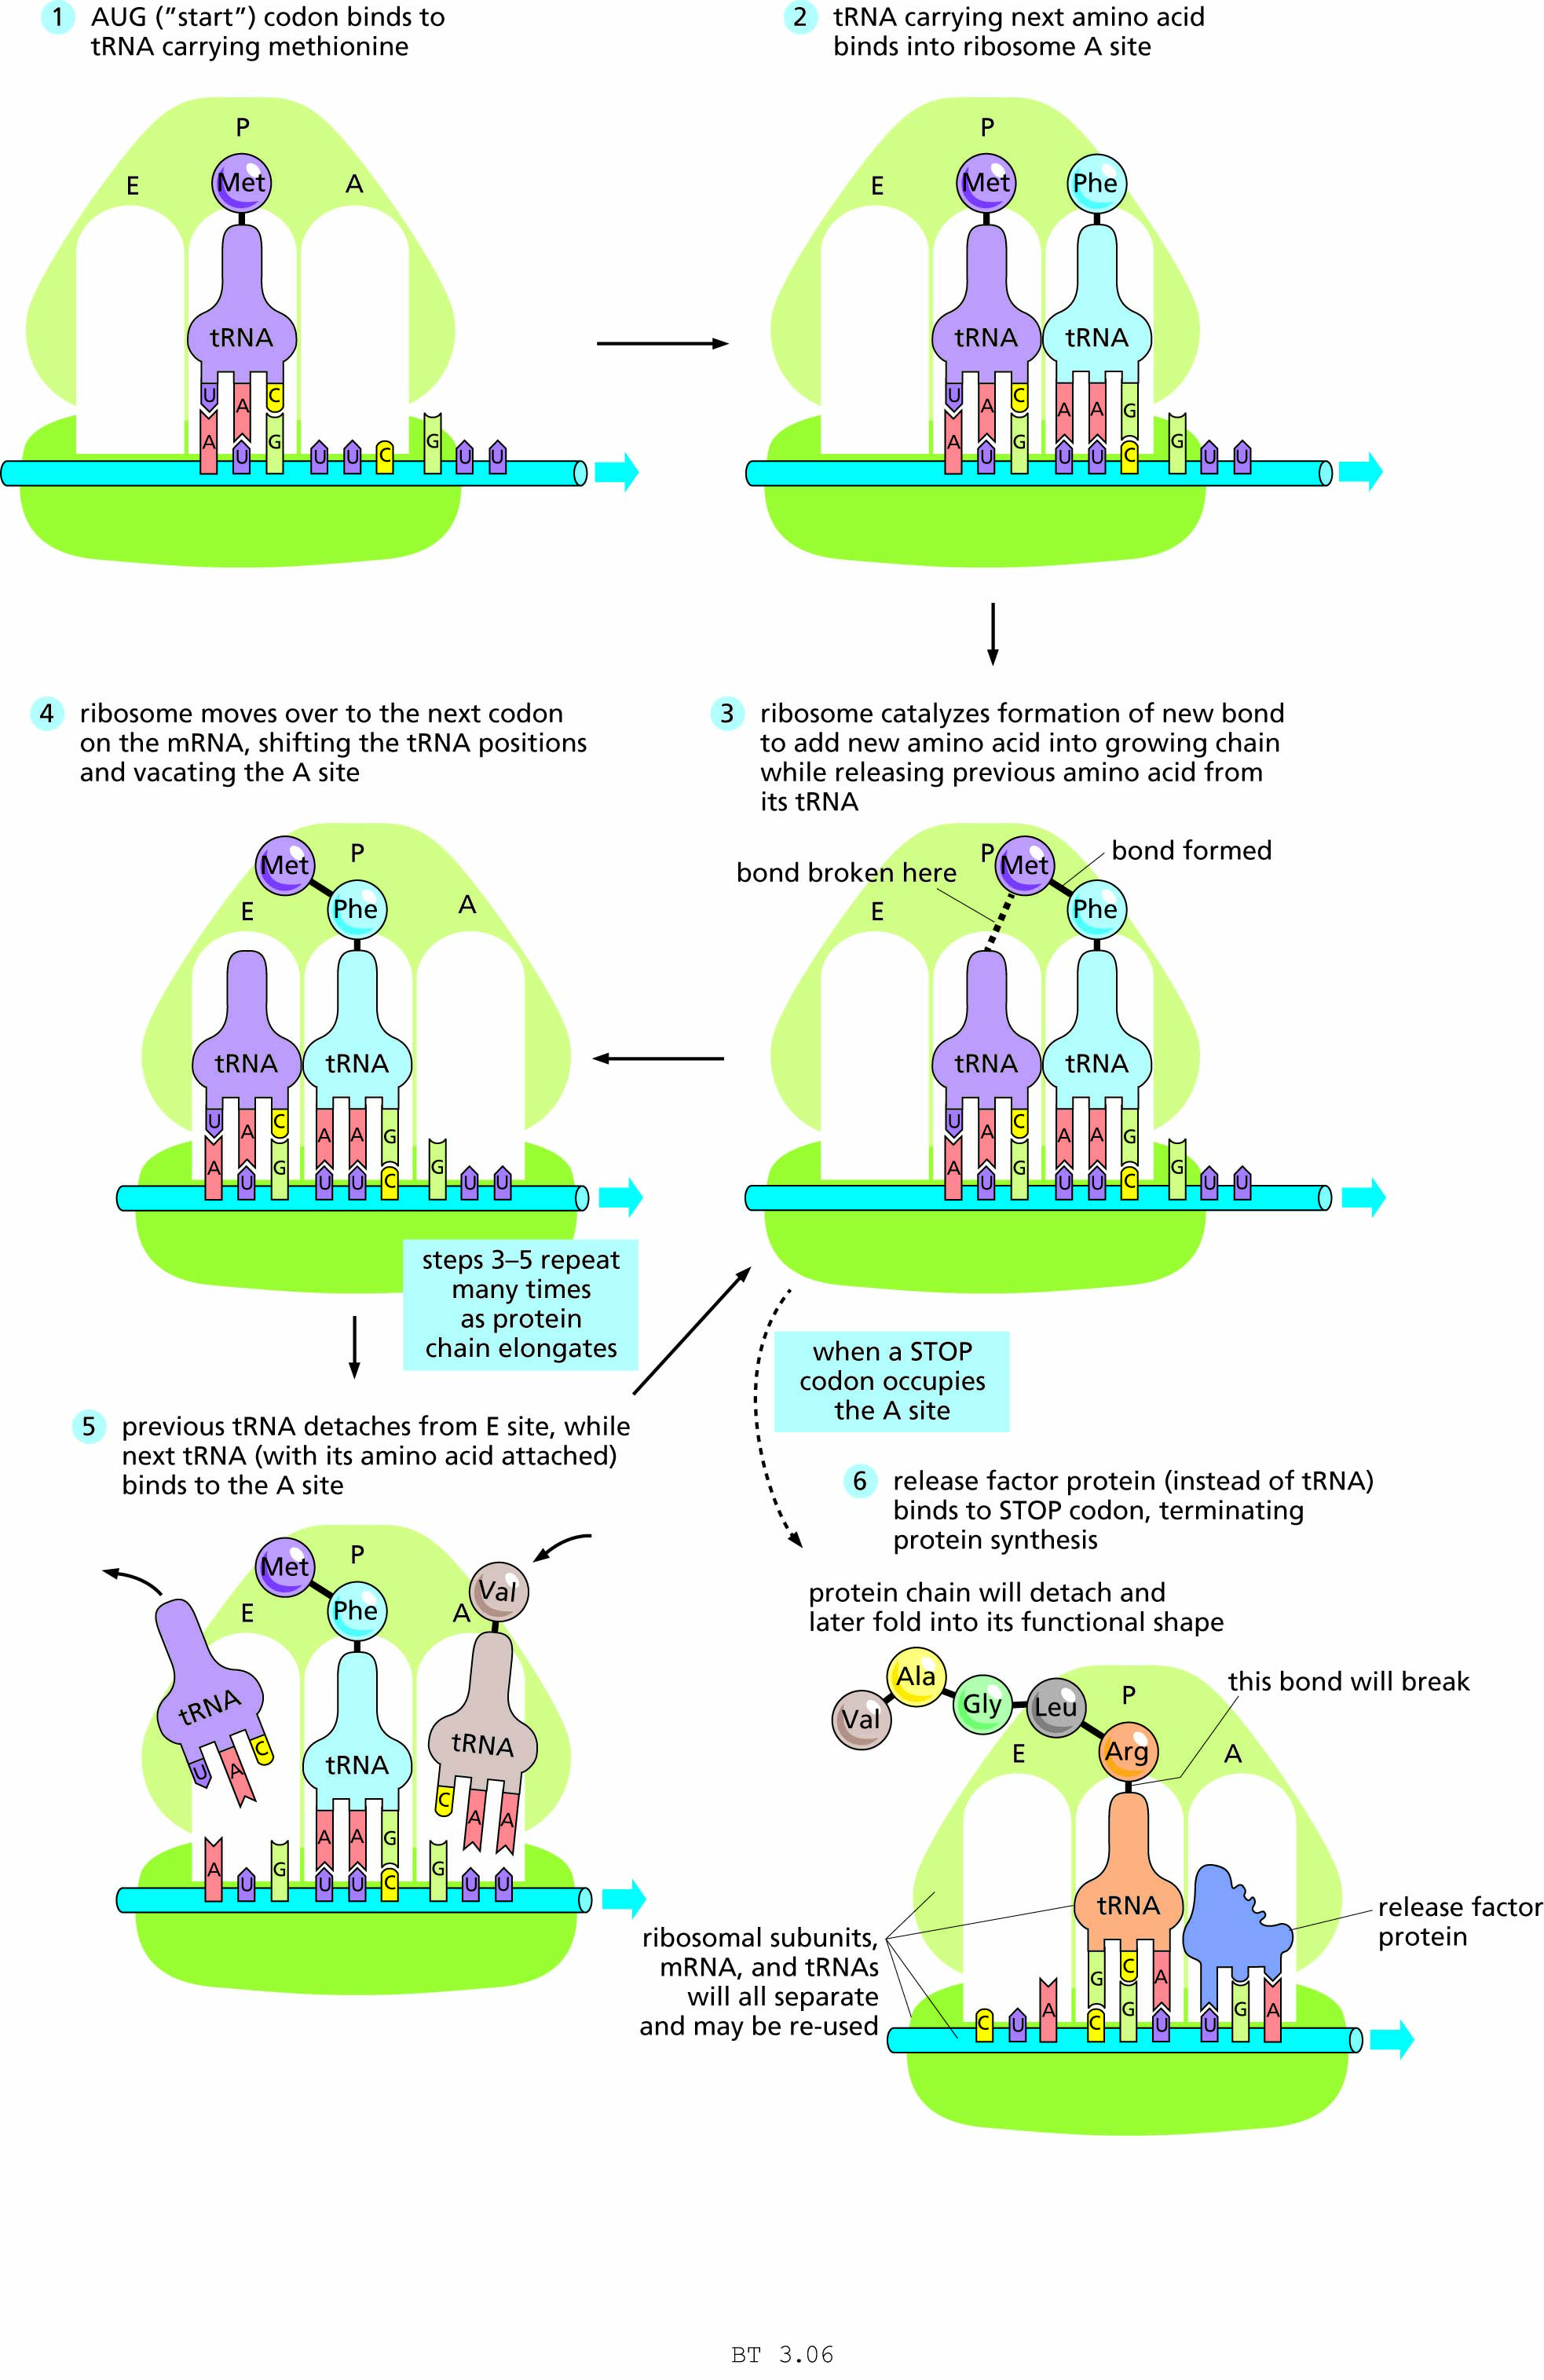 1 AUG ("start") codon binds to
tRNA carrying methionine
P
E
Met
A
tRNA
U A C
A U G U U C G U U
2 tRNA carrying next amino acid
binds into ribosome A site
P
E
Met
Phe
tRNA
tRNA
U A C A A G
A U G U U C G U U
3 ribosome catalyzes formation of new bond
to add new amino acid into growing chain
while releasing previous amino acid from
its tRNA
P
Met
bond formed
bond broken here
E
Phe
tRNA
tRNA
U A C A A G
A U G U U C G U U
4 ribosome moves over to the next codon
on the mRNA, shifting the tRNA positions
and vacating the A site
Met
P
E
Phe
A
tRNA
tRNA
U A C A A G
A U G U U C G U U
steps 3–5 repeat
many times
as protein
chain elongates
5 previous tRNA detaches from E site, while
next tRNA (with its amino acid attached)
binds to the A site
Met
P
Val
E
Phe
A
tRNA
tRNA
tRNA
U A C A A G C A A
A U G U U C G U U
when a STOP
codon occupies
the A site
6 release factor protein (instead of tRNA)
binds to STOP codon, terminating
protein synthesis
protein chain will detach and
later fold into its functional shape
this bond will break
Val
Ala
Gly
Leu
P
E
Arg
A
tRNA
release factor
protein
ribosomal subunits,
mRNA, and tRNAs
will all separate
and may be re-used
G C A
C U A C G U U G A
BT 3.06